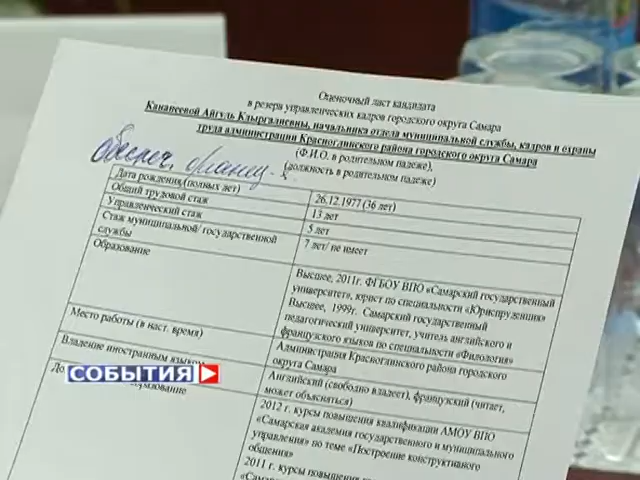 Оценочный лист кандидата
в резерв управленческих кадров городского округа Самара
Канапеевой Айгуль Кдыргалиевны, начальника отдела муниципальной службы, кадров и охраны
труда администрации Красноглинского района городского округа Самара
(Ф.И.О. в родительном падеже),
(должность в родительном падеже)
Дата рождения (полных лет)
26.12.1977 (36 лет)
Общий трудовой стаж
13 лет
Управленческий стаж
5 лет
Стаж муниципальной/ государственной
службы
7 лет/ не имеет
Образование
Высшее, 2011г. ФГБОУ ВПО «Самарский государственный
университет», юрист по специальности «Юриспруденция»
Высшее, 1999г. Самарский государственный
педагогический университет, учитель английского и
французского языков по специальности «Филология»
Место работы (в наст. время)
Администрация Красноглинского района городского
округа Самара
Владение иностранным языком
Английский (свободно владеет), французский (читает,
может объясняться)
2012 г. курсы повышения квалификации АМОУ ВПО
«Самарская академия государственного и муниципального
управления» по теме «Построение конструктивного
общения»
2011 г. курсы
СОБЫТИЯ